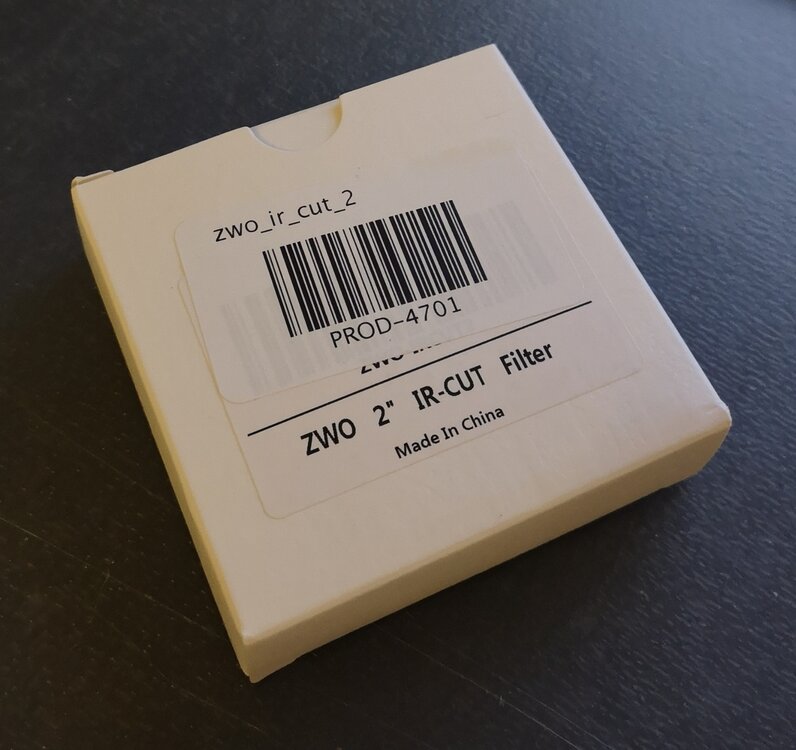 zwo_ir_cut_2
PROD-4701
ZWO 2" IR-CUT Filter
Made In China